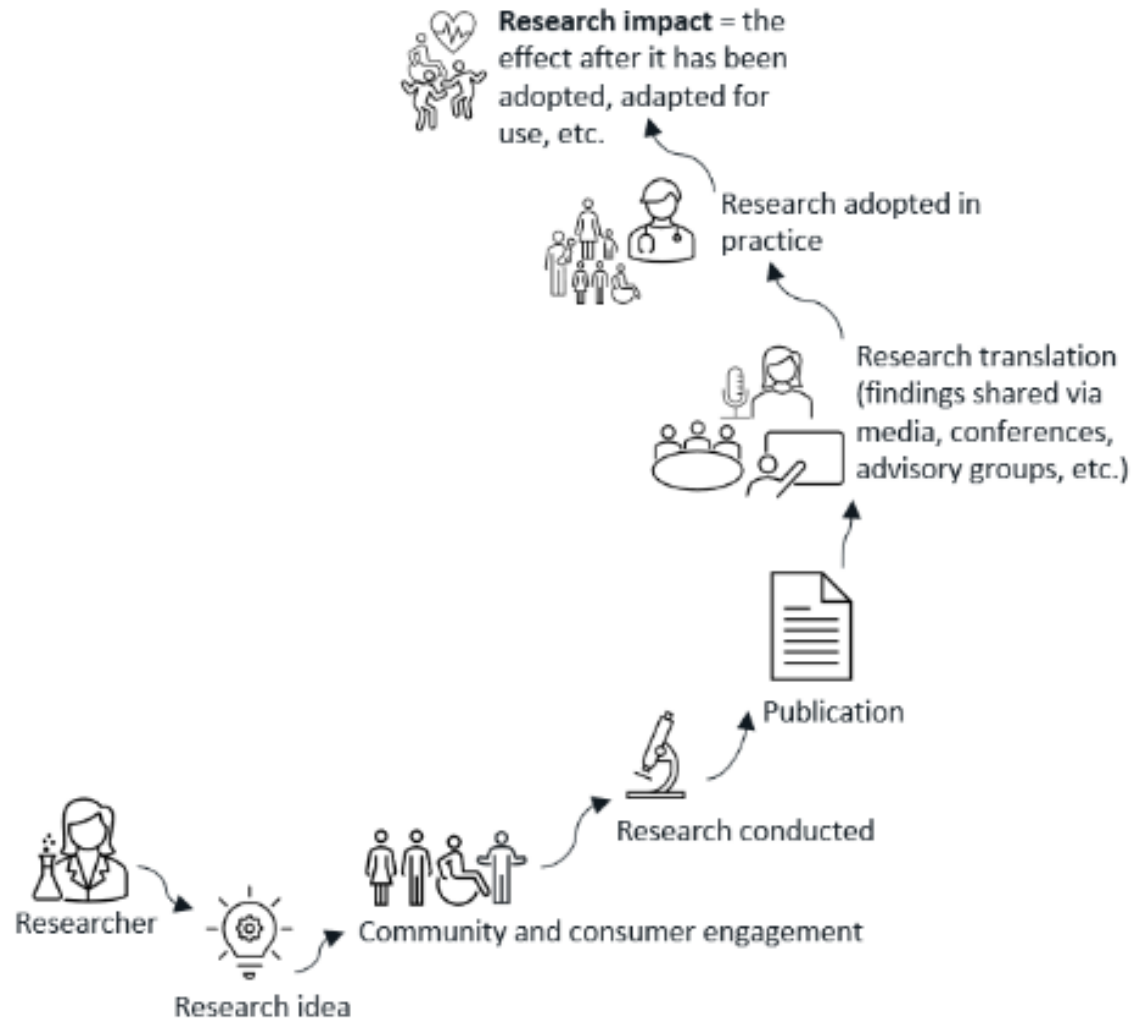 Research impact = the
effect after it has been
adopted, adapted for
use, etc.
Research adopted in
practice
Research translation
(findings shared via
media, conferences,
advisory groups, etc.)
Publication
Research conducted
Community and consumer engagement
Researcher
Research idea